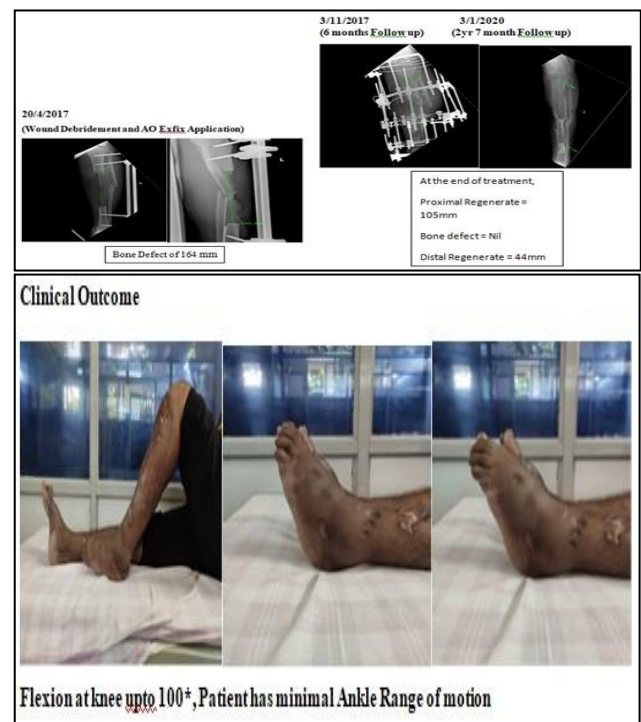 3/11/2017
(6 months Follow up)
3/1/2020
(2yr 7 month Follow up)
20/4/2017
(Wound Debridement and AO Exfix Application)
Bone Defect of 164 mm
At the end of treatment,
Proximal Regenerate =
105mm
Bone defect = Nil
Distal Regenerate = 44mm
Clinical Outcome
Flexion at knee upto 100*, Patient has minimal Ankle Range of motion